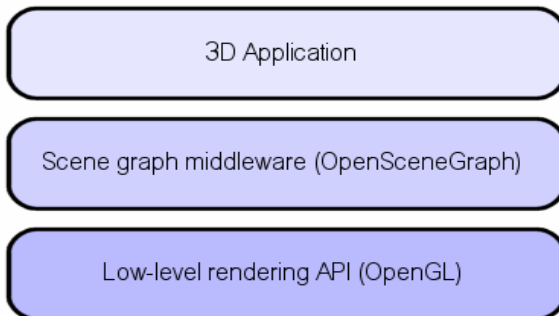 3D Application
Scene graph middleware (OpenSceneGraph)
Low-level rendering API (OpenGL)